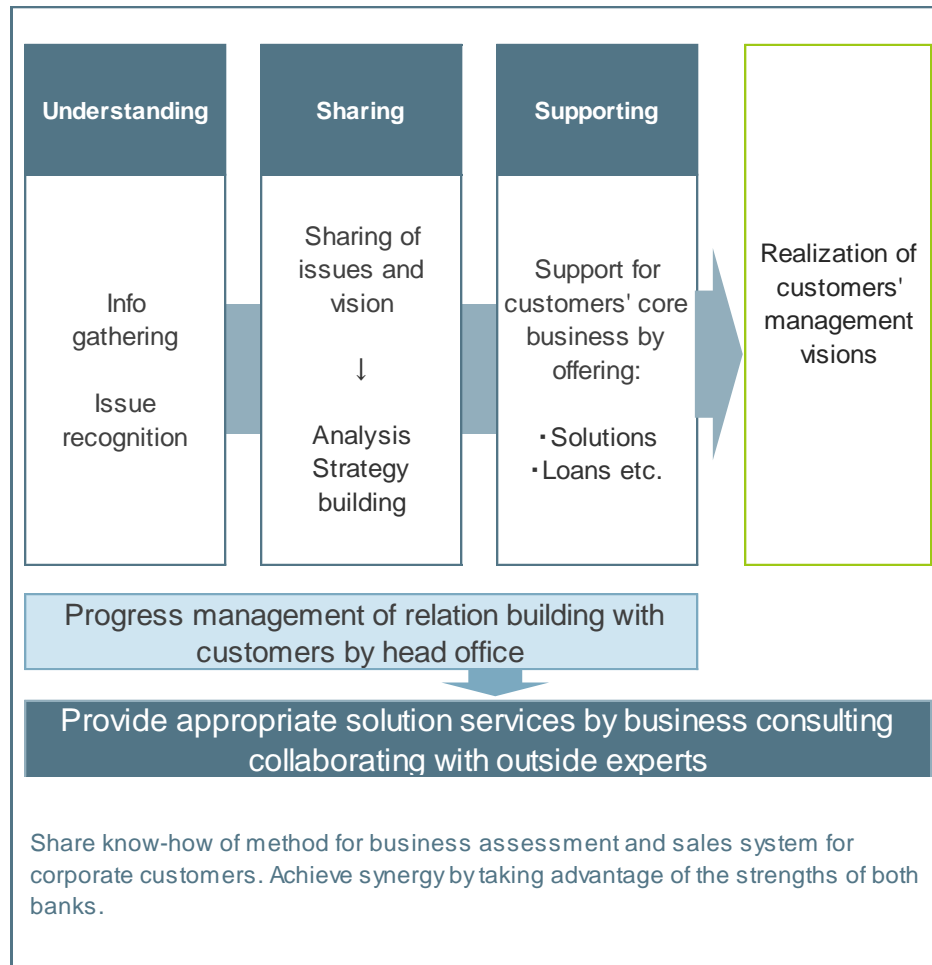 Understanding
Info
gathering
Issue
recognition
Sharing
Sharing of
issues and
vision
↓
Analysis
Strategy
building
Supporting
Support for
customers' core
business by
offering:
・Solutions
・Loans etc.
Realization of
customers'
management
visions
Progress management of relation building with
customers by head office
Provide appropriate solution services by business consulting
collaborating with outside experts
Share know-how of method for business assessment and sales system for
corporate customers. Achieve synergy by taking advantage of the strengths of both
banks.